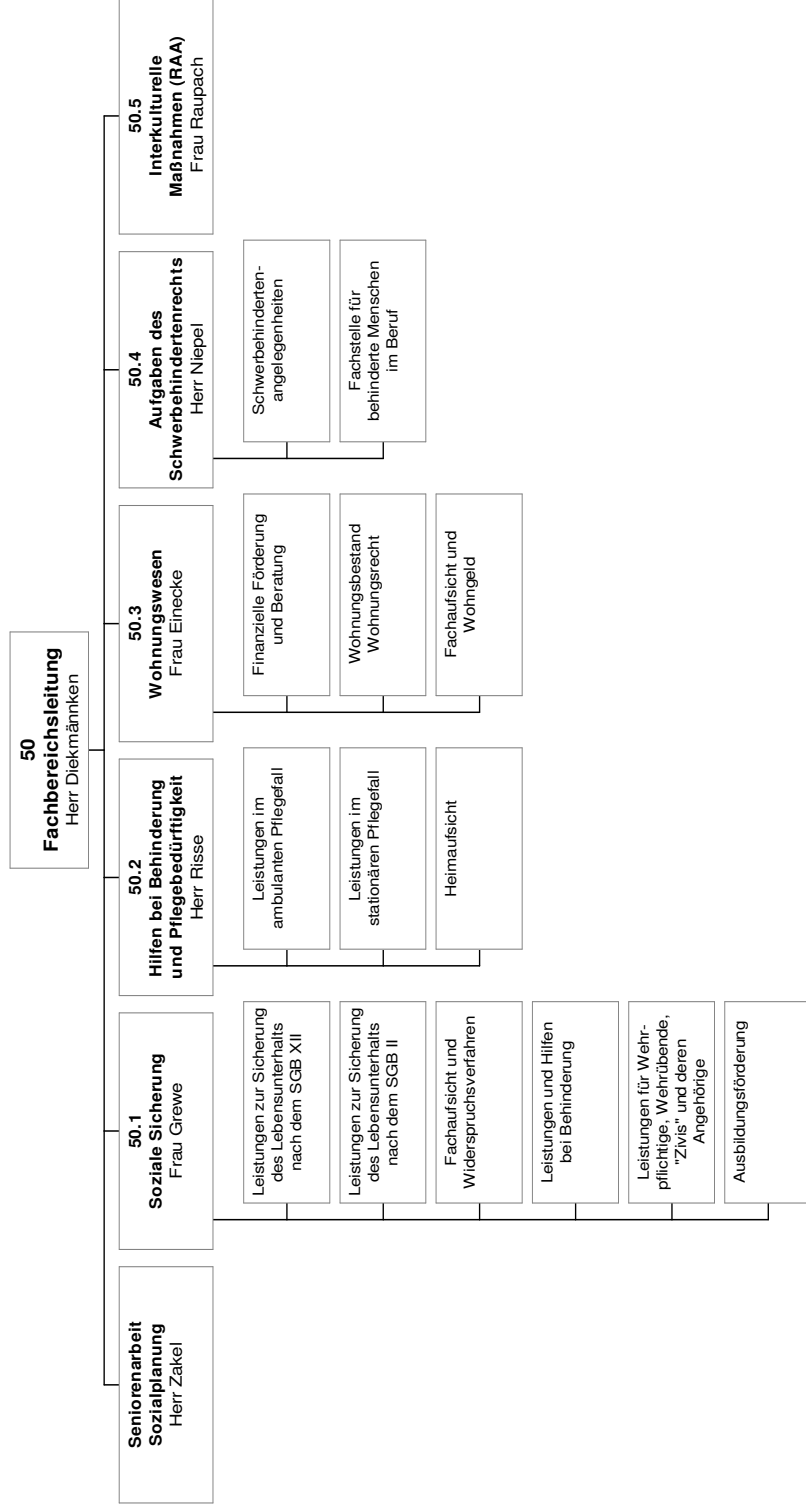 50
Fachbereichsleitung
Herr Diekmännken
Seniorenarbeit
Sozialplanung
Herr Zakel
50.1
Soziale Sicherung
Frau Grewe
Leistungen zur Sicherung
des Lebensunterhalts
nach dem SGB XII
Leistungen zur Sicherung
des Lebensunterhalts
nach dem SGB II
Fachaufsicht und
Widerspruchsverfahren
Leistungen und Hilfen
bei Behinderung
Leistungen für Wehr-
pflichtige, Wehrübende,
"Zivis" und deren
Angehörige
Ausbildungsförderung
50.2
Hilfen bei Behinderung
und Pflegebedürftigkeit
Herr Risse
Leistungen im
ambulanten Pflegefall
Leistungen im
stationären Pflegefall
Heimaufsicht
50.3
Wohnungswesen
Frau Einecke
Finanzielle Förderung
und Beratung
Wohnungsbestand
Wohnungsrecht
Fachaufsicht und
Wohngeld
50.4
Aufgaben des
Schwerbehindertenrechts
Herr Niepel
Schwerbehinderten-
angelegenheiten
Fachstelle für
behinderte Menschen
im Beruf
50.5
Interkulturelle
Maßnahmen (RAA)
Frau Raupach